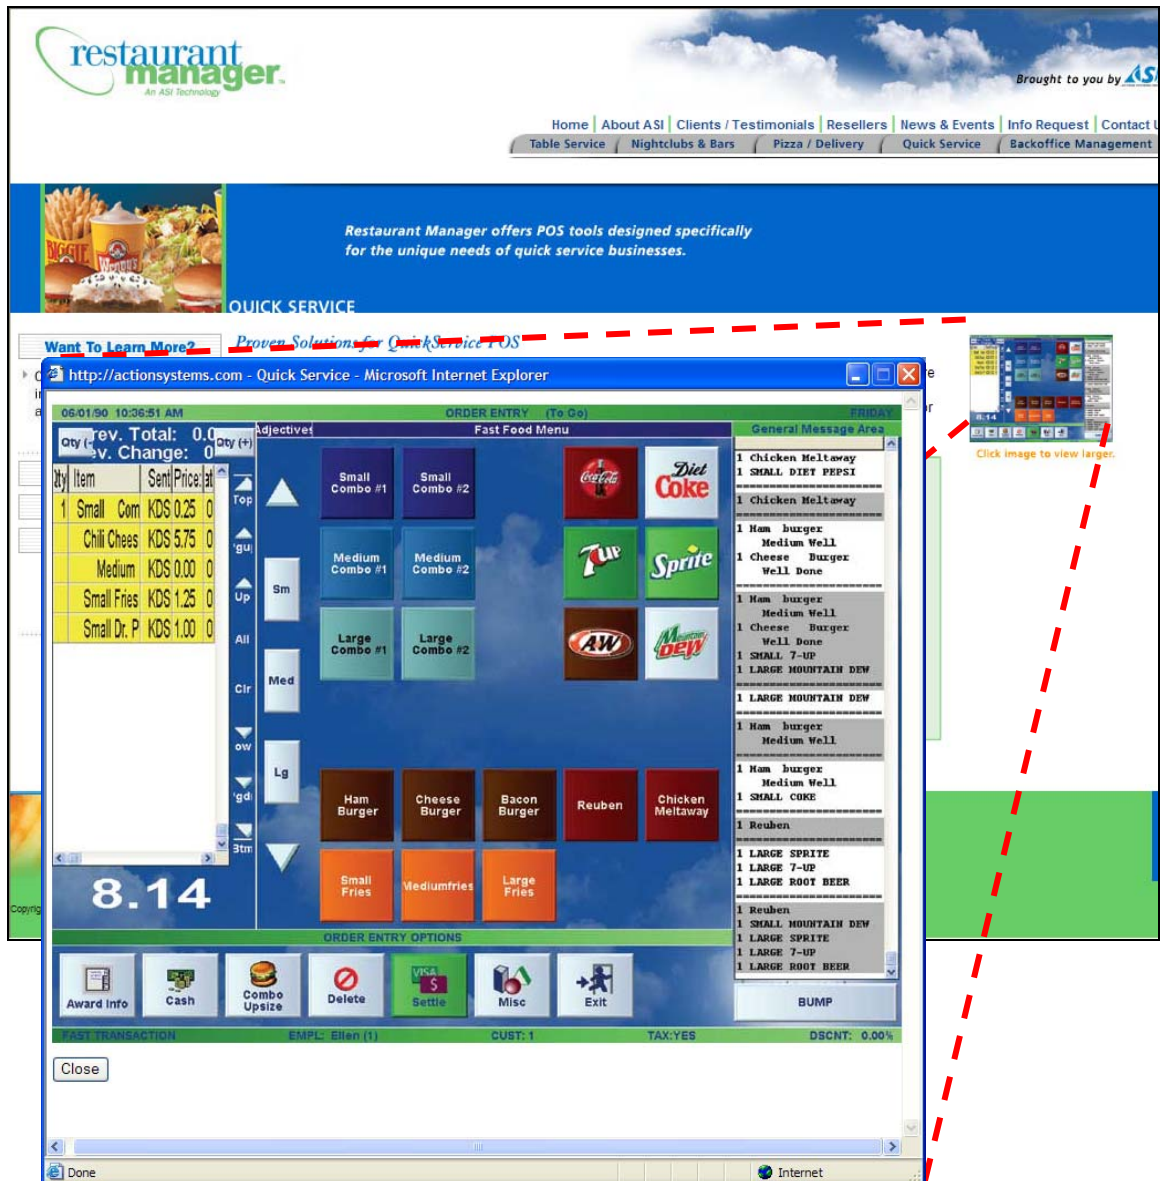 restaurant
manager™
An ASI Technology
Brought to you by
Home | About ASI | Clients / Testimonials | Resellers | News & Events | Info Request | Contact
Table Service / Nightclubs & Bars / Pizza / Delivery / Quick Service / Backoffice Management
BIGGIE
Wendy's
Restaurant Manager offers POS tools designed specifically
for the unique needs of quick service businesses.
QUICK SERVICE
Want To Learn More?
Proven Solutions for QuickService POS
http://actionsystems.com - Quick Service - Microsoft Internet Explorer
8.14
Click image to view larger.
06/01/90 10:36:51 AM ORDER ENTRY (To Go) FRIDAY
Qty (- rev. Total: 0.0 Qty (+)
ev. Change: 0
Adjectives Fast Food Menu General Message Area
Qty Item Sent Price: at
1 Small Com KDS 0.25 0
Chili Chees KDS 5.75 0
Medium KDS 0.00 0
Small Fries KDS 1.25 0
Small Dr. P KDS 1.00 0
8.14
Top
'gu
Up
All
Clr
ow
'gd
Btm
Sm
Med
Lg
Small Combo #1
Small Combo #2
Coca-Cola
Diet Coke
Medium Combo #1
Medium Combo #2
7UP
Sprite
Large Combo #1
Large Combo #2
A&W
Mountain Dew
Ham Burger
Cheese Burger
Bacon Burger
Reuben
Chicken Meltaway
Small Fries
Mediumfries
Large Fries
1 Chicken Meltaway
1 SMALL DIET PEPSI
====================
1 Chicken Meltaway
====================
1 Ham burger
Medium Well
1 Cheese Burger
Well Done
====================
1 Ham burger
Medium Well
1 Cheese Burger
Well Done
1 SMALL 7-UP
1 LARGE MOUNTAIN DEW
====================
1 LARGE MOUNTAIN DEW
====================
1 Ham burger
Medium Well
====================
1 Ham burger
Medium Well
1 SMALL COKE
====================
1 Reuben
====================
1 LARGE SPRITE
1 LARGE 7-UP
1 LARGE ROOT BEER
====================
1 Reuben
1 SMALL MOUNTAIN DEW
1 LARGE SPRITE
1 LARGE 7-UP
1 LARGE ROOT BEER
ORDER ENTRY OPTIONS
Award Info
Cash
Combo Upsize
Delete
VISA
$
Settle
Misc
Exit
BUMP
FAST TRANSACTION EMPL: Ellen (1) CUST: 1 TAX:YES DSCNT: 0.00%
Close
Done Internet